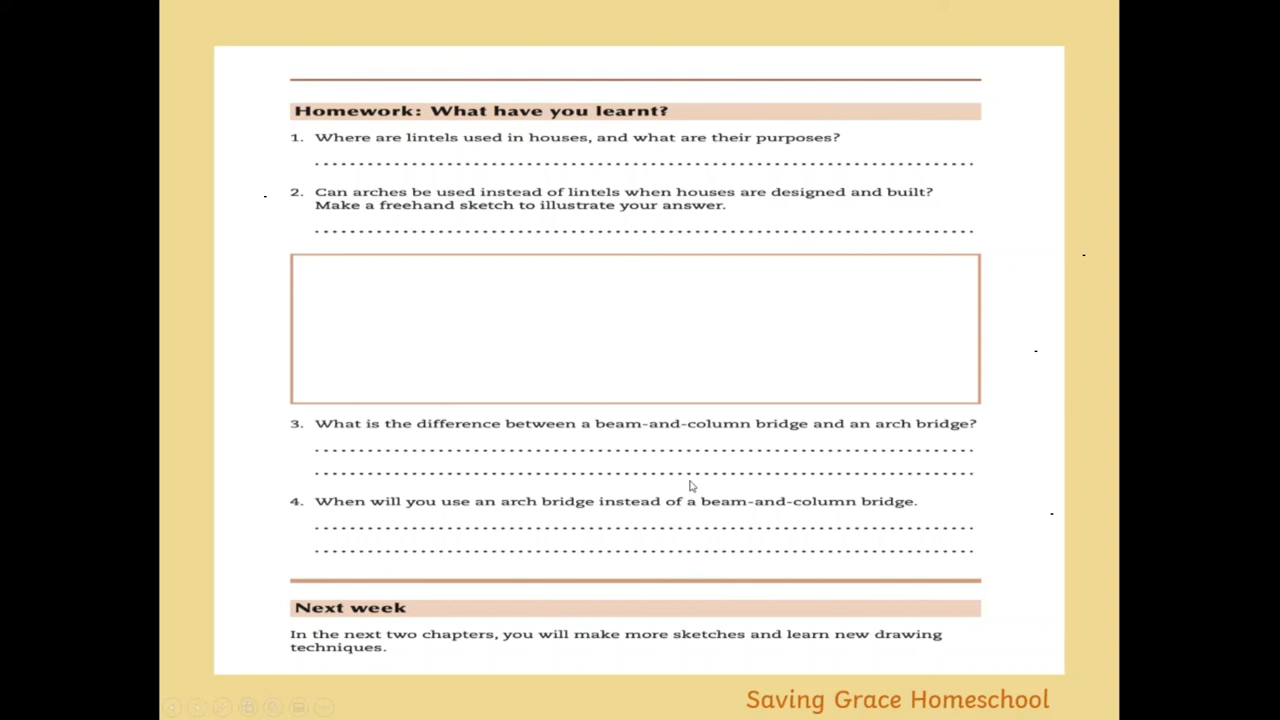 Homework: What have you learnt?
1. Where are lintels used in houses, and what are their purposes?
2. Can arches be used instead of lintels when houses are designed and built?
Make a freehand sketch to illustrate your answer.
3. What is the difference between a beam-and-column bridge and an arch bridge?
4. When will you use an arch bridge instead of a beam-and-column bridge.
Next week
In the next two chapters, you will make more sketches and learn new drawing
techniques.
Saving Grace Homeschool